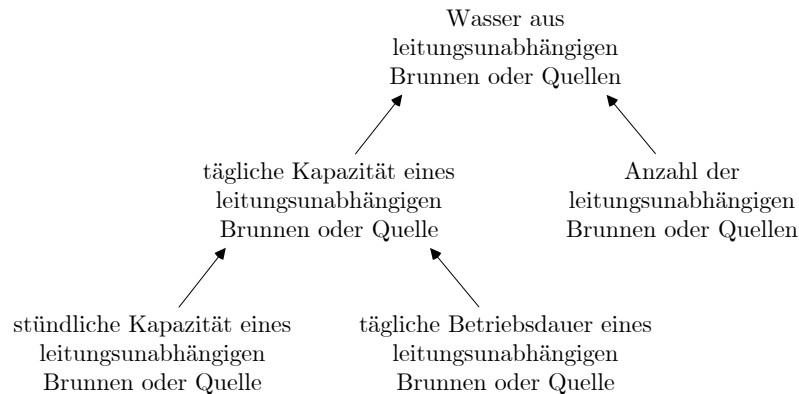 Wasser aus
leitungsunabhängigen
Brunnen oder Quellen
tägliche Kapazität eines
leitungsunabhängigen
Brunnen oder Quelle
Anzahl der
leitungsunabhängigen
Brunnen oder Quellen
stündliche Kapazität eines
leitungsunabhängigen
Brunnen oder Quelle
tägliche Betriebsdauer eines
leitungsunabhängigen
Brunnen oder Quelle